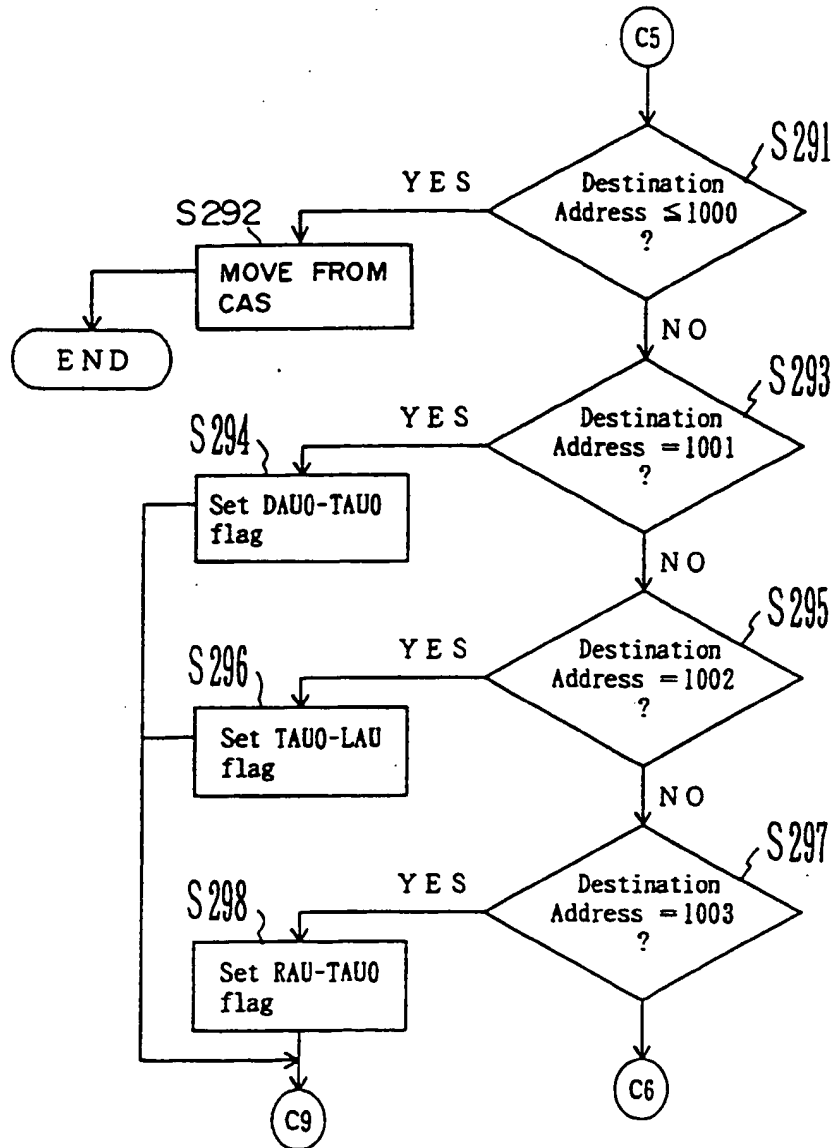 C5
S291
YES
Destination
Address ≦1000
?
S292
MOVE FROM
CAS
END
NO
S293
YES
Destination
Address =1001
?
S294
Set DAU0-TAU0
flag
NO
S295
YES
Destination
Address =1002
?
S296
Set TAU0-LAU
flag
NO
S297
YES
Destination
Address =1003
?
S298
Set RAU-TAU0
flag
C9
C6